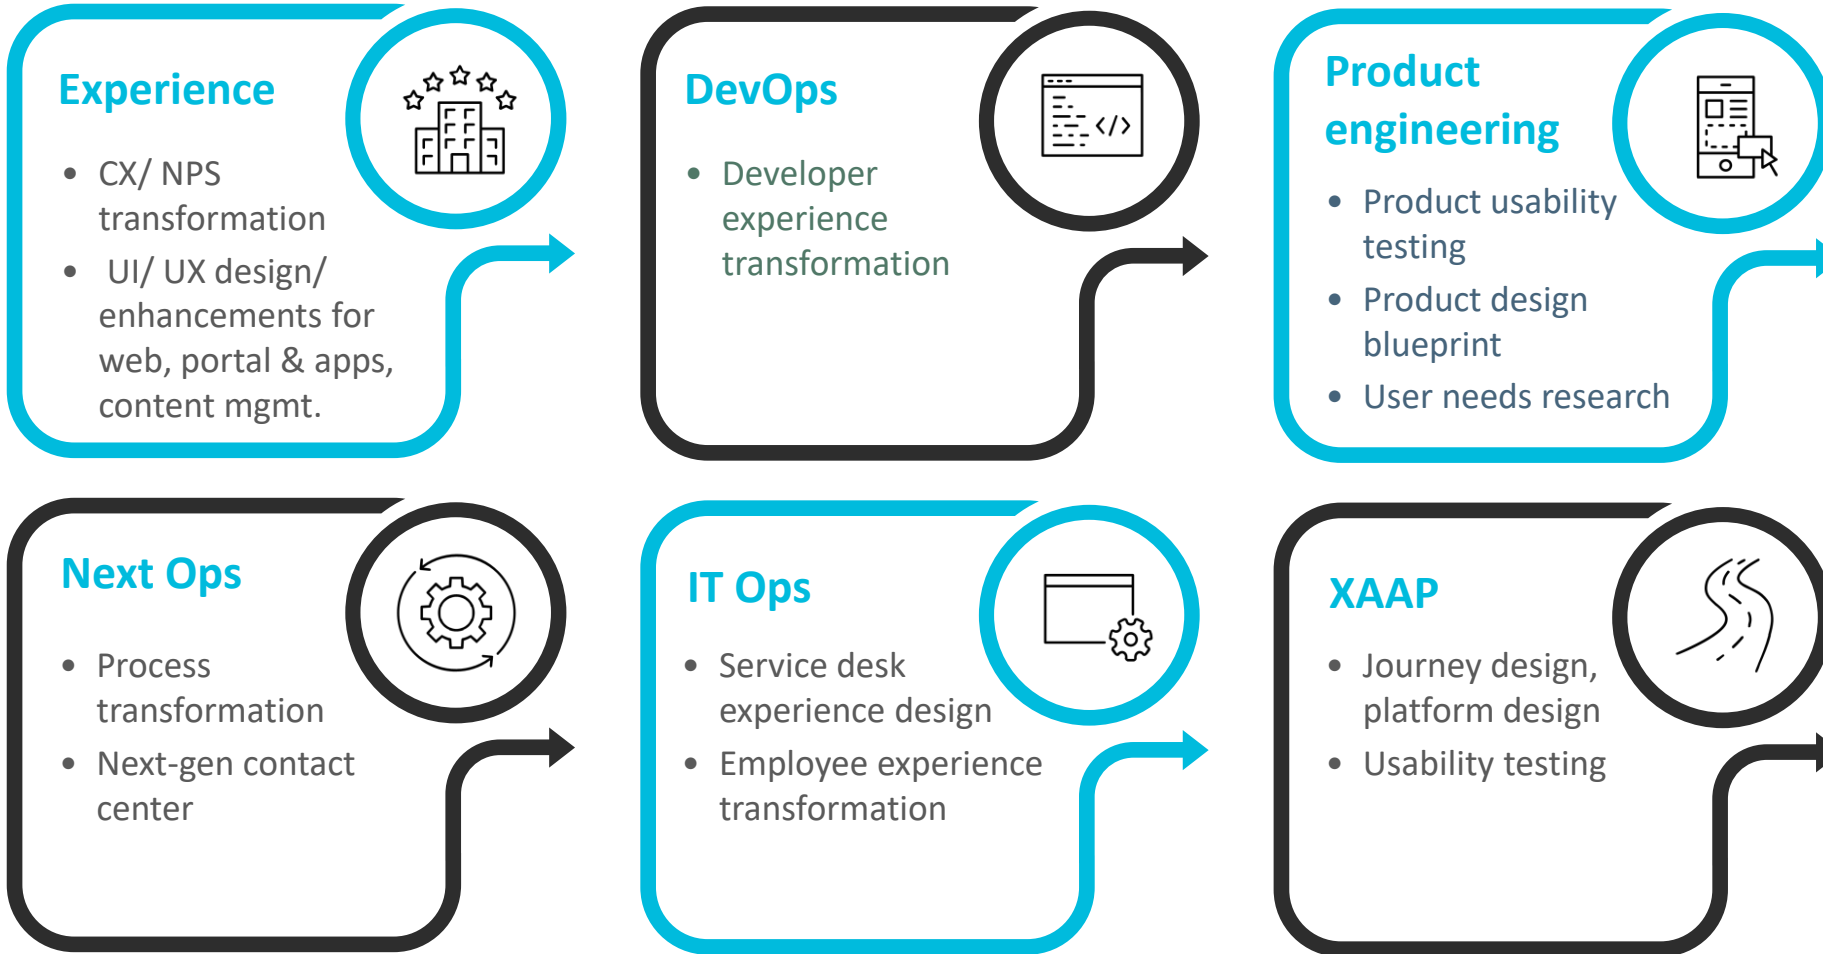 Experience
• CX/ NPS
transformation
• UI/ UX design/
enhancements for
web, portal & apps,
content mgmt.
DevOps
</>
• Developer
experience
transformation
Product
engineering
• Product usability
testing
• Product design
blueprint
• User needs research
Next Ops
• Process
transformation
• Next-gen contact
center
IT Ops
• Service desk
experience design
• Employee experience
transformation
XAAP
• Journey design,
platform design
• Usability testing